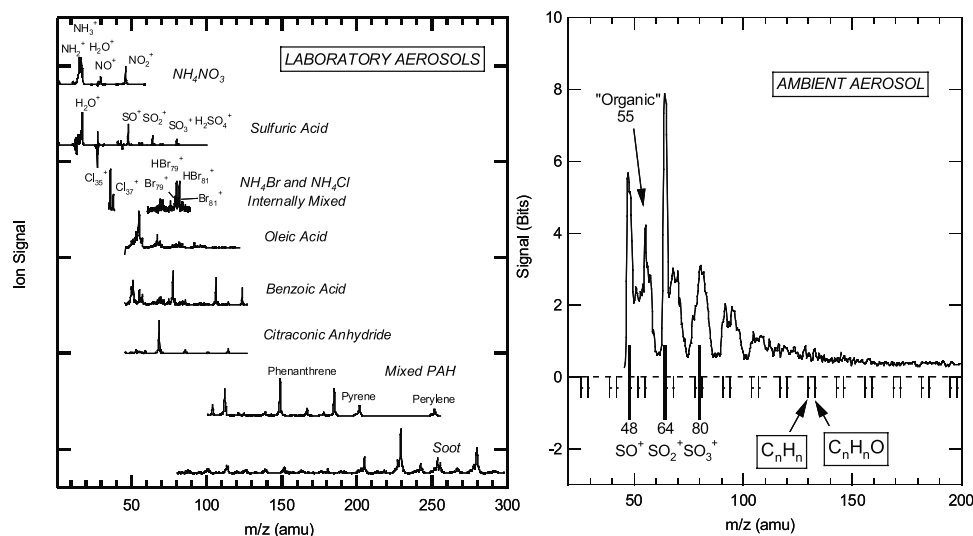 NH₃⁺
NH₂⁺ H₂O⁺
NO⁺ NO₂⁺
NH₄NO₃
LABORATORY AEROSOLS
H₂O⁺
SO⁺ SO₂⁺ SO₃⁺ H₂SO₄⁺
Sulfuric Acid
Cl₃₅⁺
Cl₃₇⁺
HBr₇₉⁺
Br₇₉⁺ HBr₈₁⁺
Br₈₁⁺
NH₄Br and NH₄Cl
Internally Mixed
Oleic Acid
Benzoic Acid
Citraconic Anhydride
Mixed PAH
Phenanthrene
Pyrene
Perylene
Soot
Ion Signal
0 50 100 150 200 250 300
m/z (amu)
10
8
6
4
2
0
-2
Signal (Bits)
AMBIENT AEROSOL
"Organic"
55
48 64 80
SO⁺ SO₂⁺ SO₃⁺
CₙHₙ
CₙHₙO
50 100 150 200
m/z (amu)